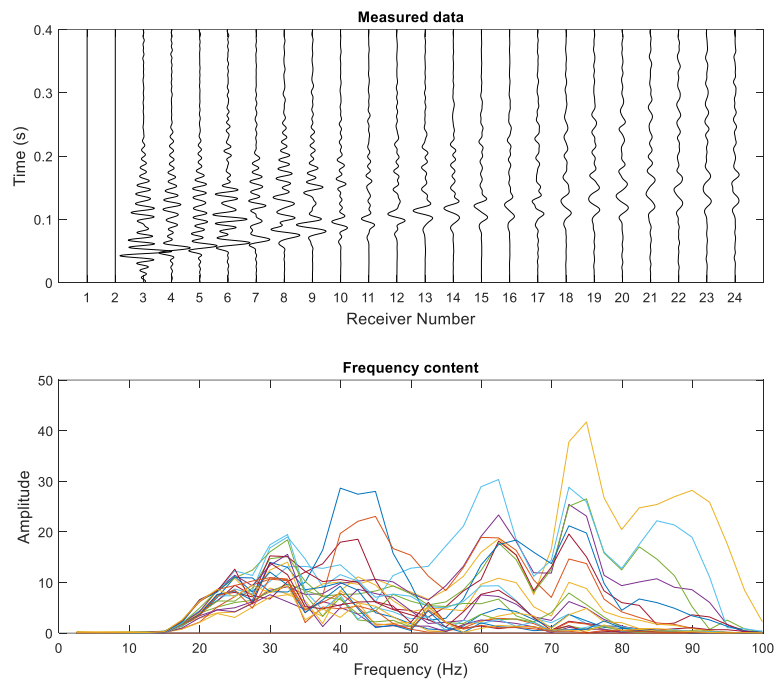 Measured data
0.4
0.3
0.2
0.1
0
Time (s)
1 2 3 4 5 6 7 8 9 10 11 12 13 14 15 16 17 18 19 20 21 22 23 24
Receiver Number
Frequency content
50
40
30
20
10
0
Amplitude
0 10 20 30 40 50 60 70 80 90 100
Frequency (Hz)